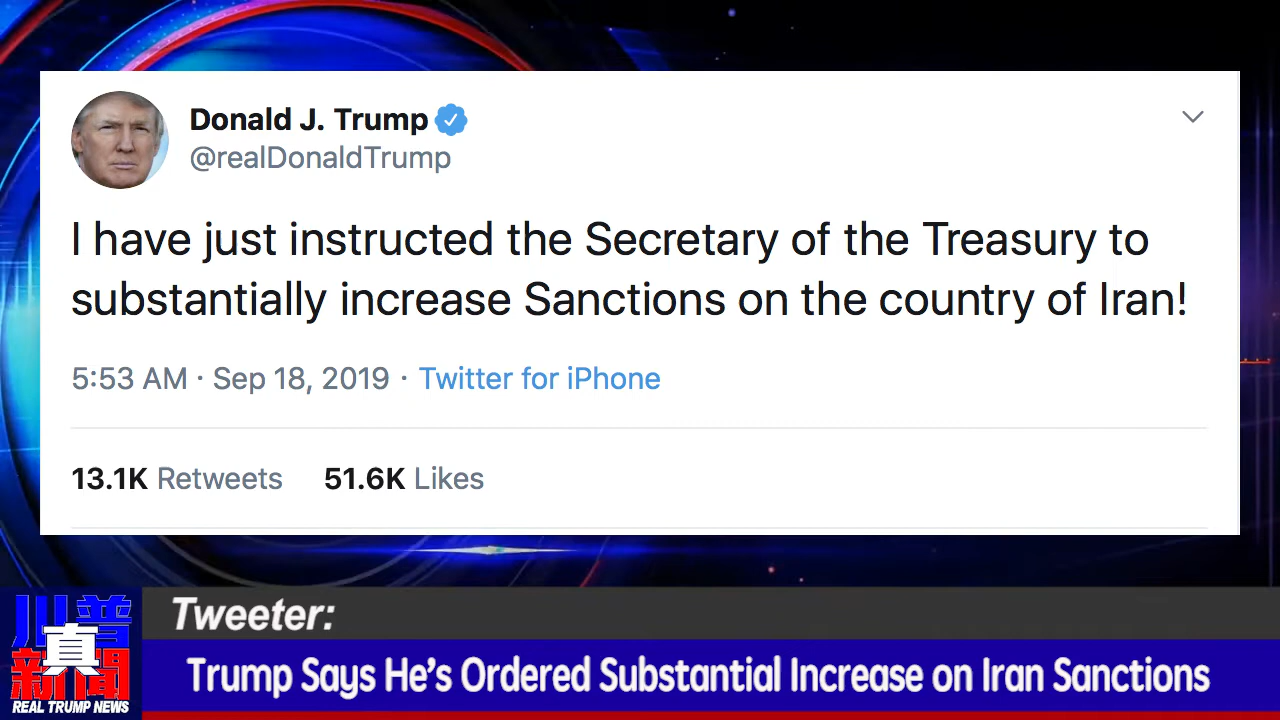 Donald J. Trump
@realDonaldTrump
I have just instructed the Secretary of the Treasury to
substantially increase Sanctions on the country of Iran!
5:53 AM · Sep 18, 2019 · Twitter for iPhone
13.1K Retweets 51.6K Likes
Tweeter:
Trump Says He’s Ordered Substantial Increase on Iran Sanctions
川普
真
新聞
REAL TRUMP NEWS